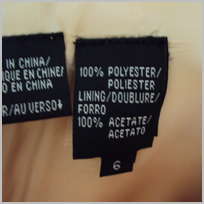 IN CHINA/
IQUE EN CHINE/
O EN CHINA
R/AU VERSO
100% POLYESTER/
POLIESTER
LINING/DOUBLURE/
FORRO
100% ACETATE/
ACETATO
6